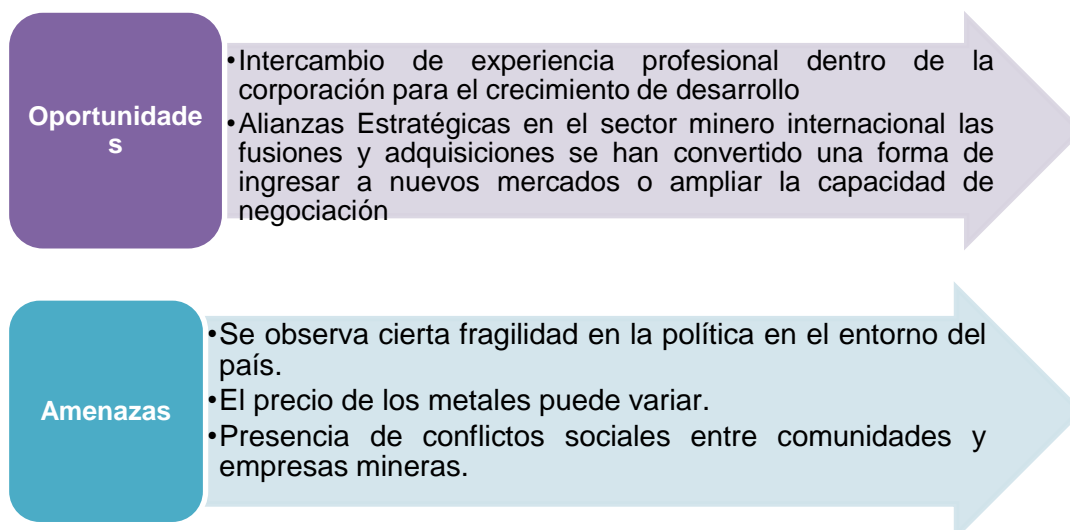 Oportunidade
s
•Intercambio de experiencia profesional dentro de la
corporación para el crecimiento de desarrollo
•Alianzas Estratégicas en el sector minero internacional las
fusiones y adquisiciones se han convertido una forma de
ingresar a nuevos mercados o ampliar la capacidad de
negociación
Amenazas
•Se observa cierta fragilidad en la política en el entorno del
país.
•El precio de los metales puede variar.
•Presencia de conflictos sociales entre comunidades y
empresas mineras.